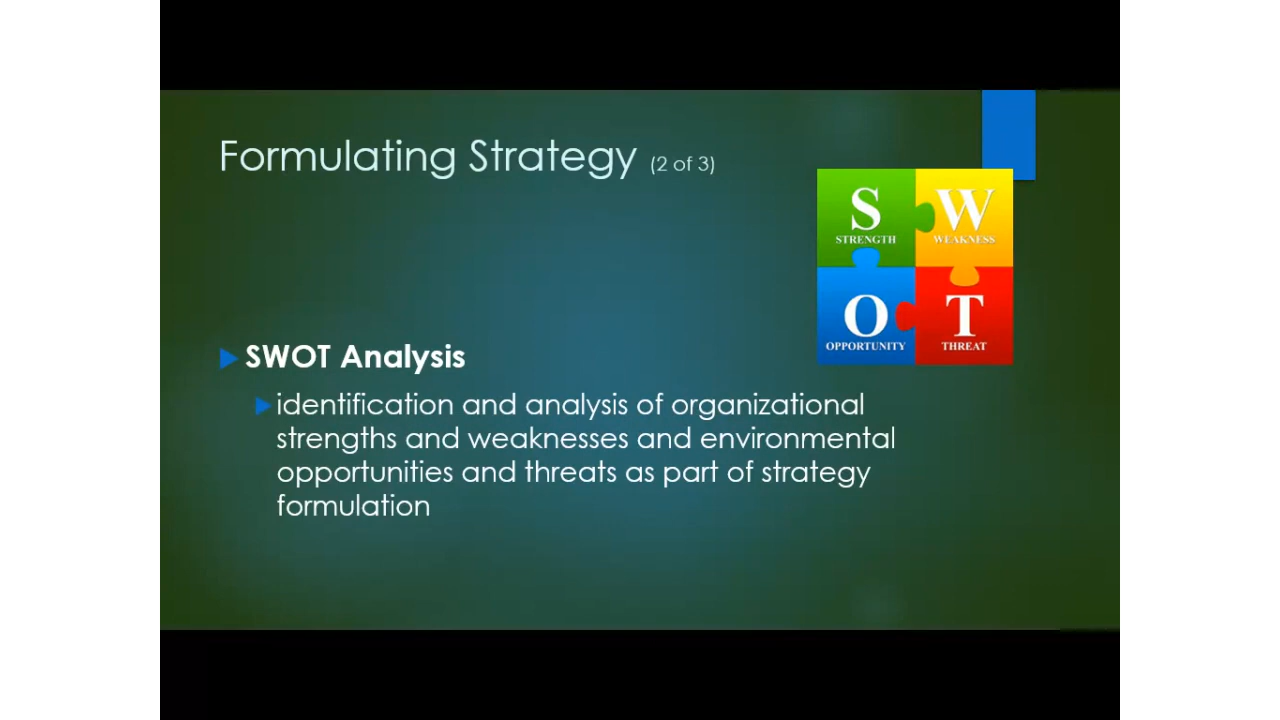 Formulating Strategy (2 of 3)
S
STRENGTH
W
WEAKNESS
O
OPPORTUNITY
T
THREAT
SWOT Analysis
identification and analysis of organizational
strengths and weaknesses and environmental
opportunities and threats as part of strategy
formulation